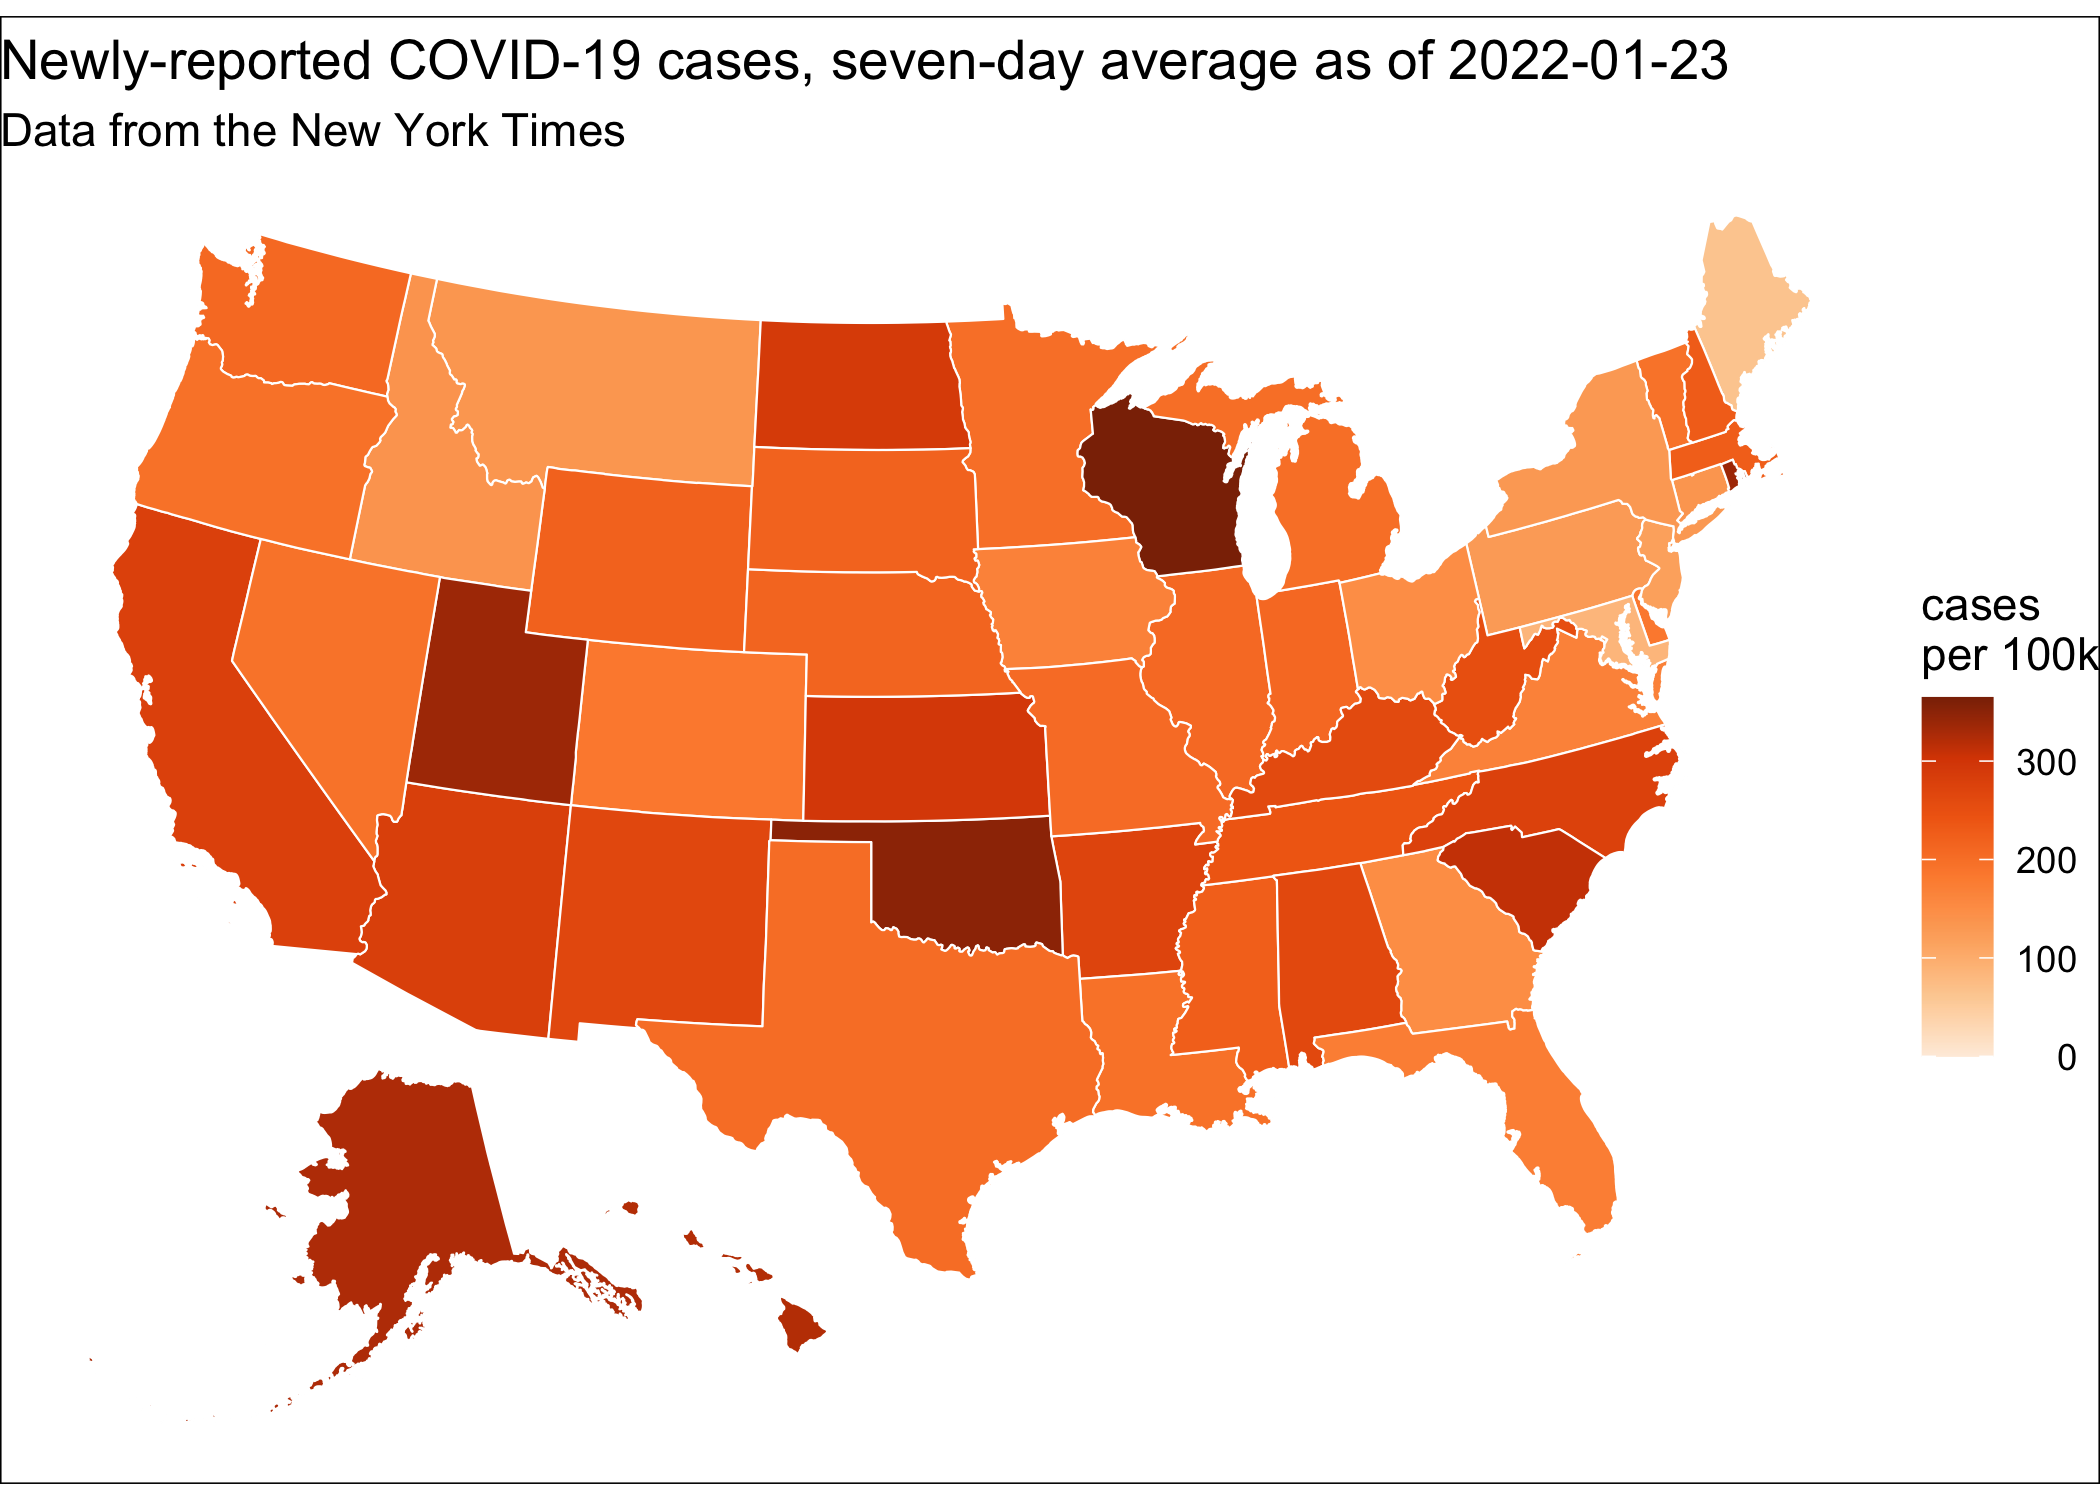 Newly-reported COVID-19 cases, seven-day average as of 2022-01-23
Data from the New York Times
cases
per 100k
300
200
100
0